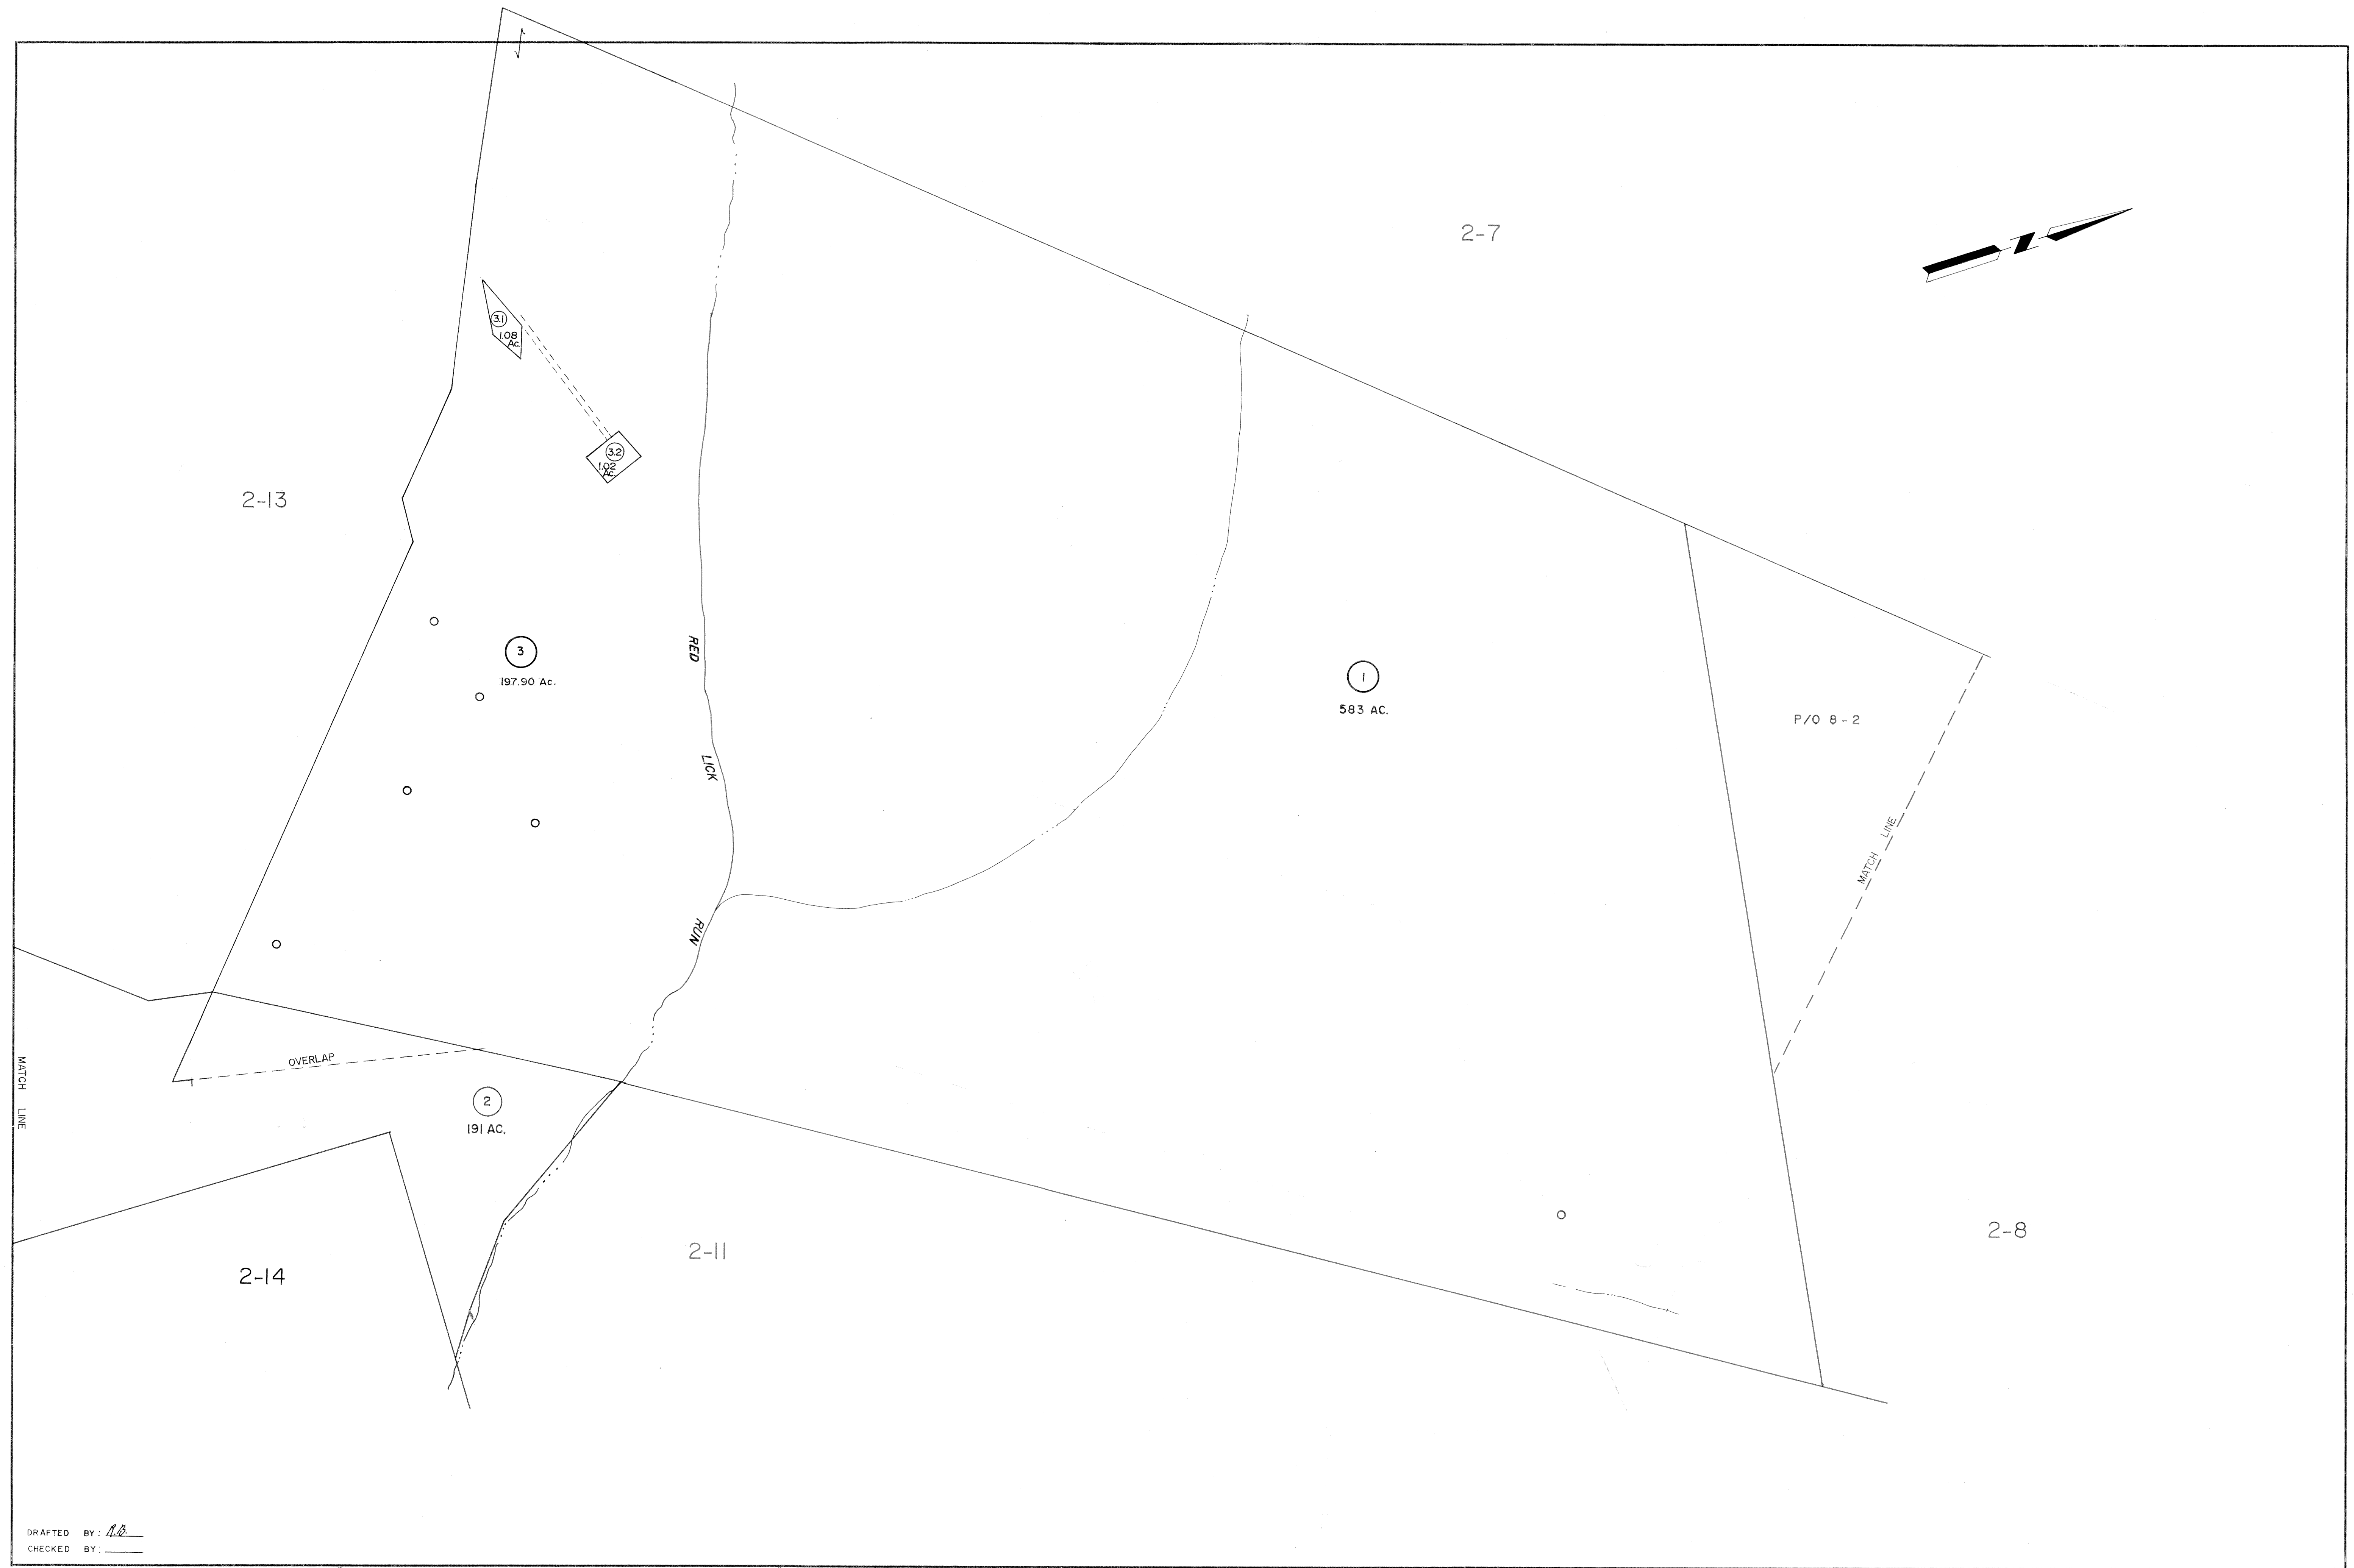 2-7
N
3.1
1.08
Ac.
3.2
1.02
Ac.
2-13
3
197.90 Ac.
RED
LICK
RUN
1
583 AC.
P/O 8-2
MATCH LINE
OVERLAP
MATCH LINE
2
191 AC.
2-14
2-11
2-8
DRAFTED BY: R.B.
CHECKED BY: